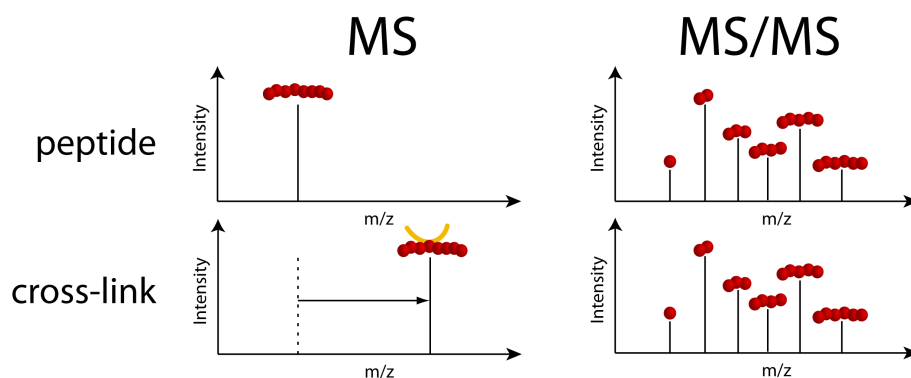 MS
MS/MS
peptide
Intensity
m/z
Intensity
m/z
cross-link
Intensity
m/z
Intensity
m/z